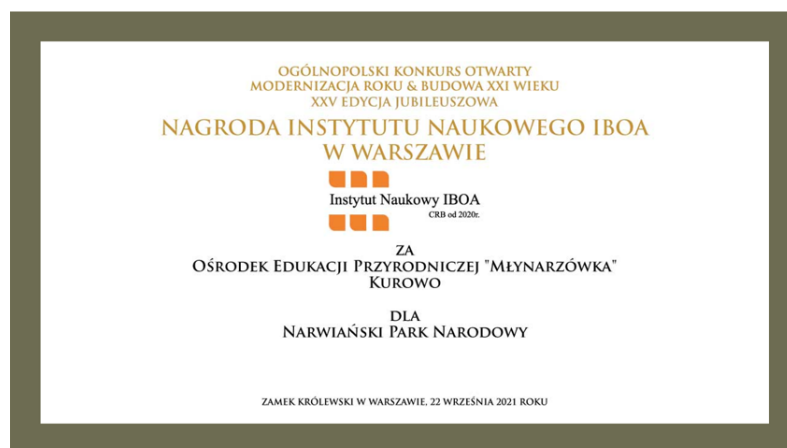 OGÓLNOPOLSKI KONKURS OTWARTY
MODERNIZACJA ROKU & BUDOWA XXI WIEKU
XXV EDYCJA JUBILEUSZOWA
NAGRODA INSTYTUTU NAUKOWEGO IBOA
W WARSZAWIE
Instytut Naukowy IBOA
CRB od 2020r.
ZA
OŚRODEK EDUKACJI PRZYRODNICZEJ "MŁYNARZÓWKA"
KUROWO
DLA
NARWIAŃSKI PARK NARODOWY
ZAMEK KRÓLEWSKI W WARSZAWIE, 22 WRZEŚNIA 2021 ROKU